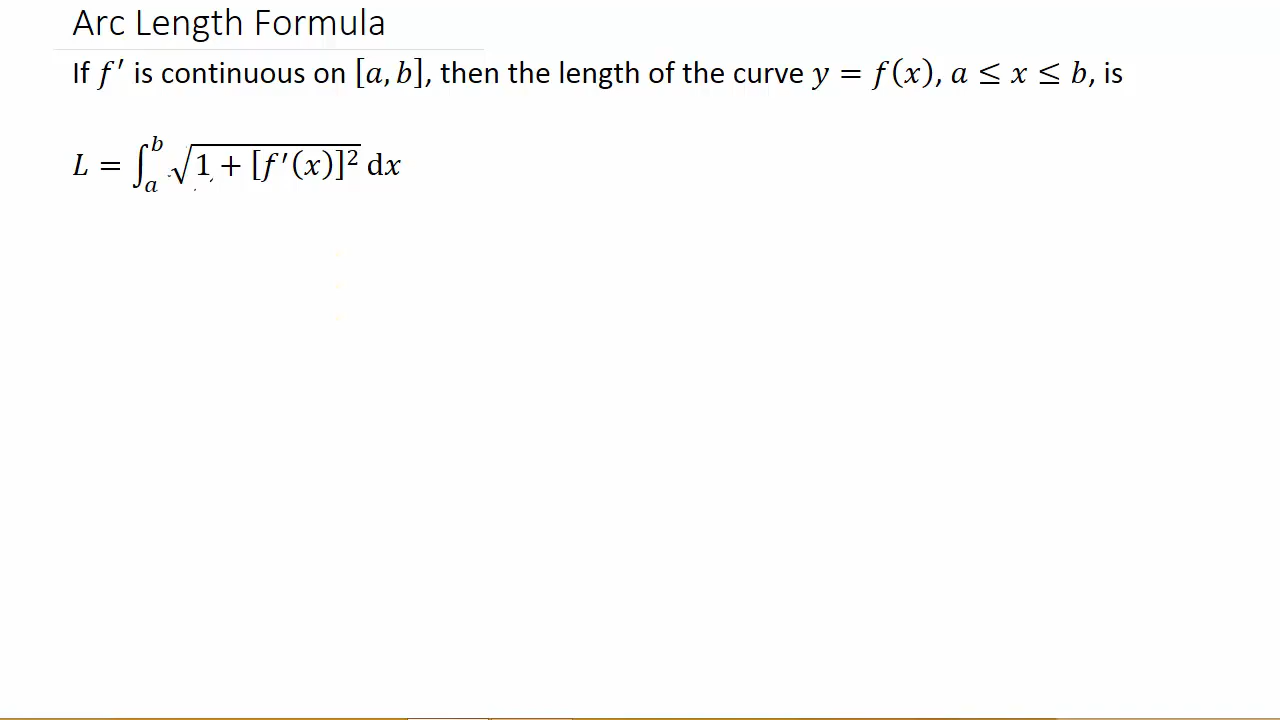 Arc Length Formula
If f′ is continuous on [a, b], then the length of the curve y = f(x), a ≤ x ≤ b, is
L = ∫_a^b √(1 + [f′(x)]²) dx